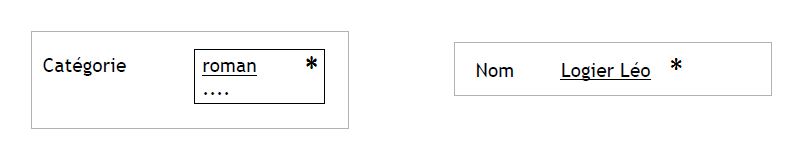 Catégorie
roman *
....
Nom Logier Léo *